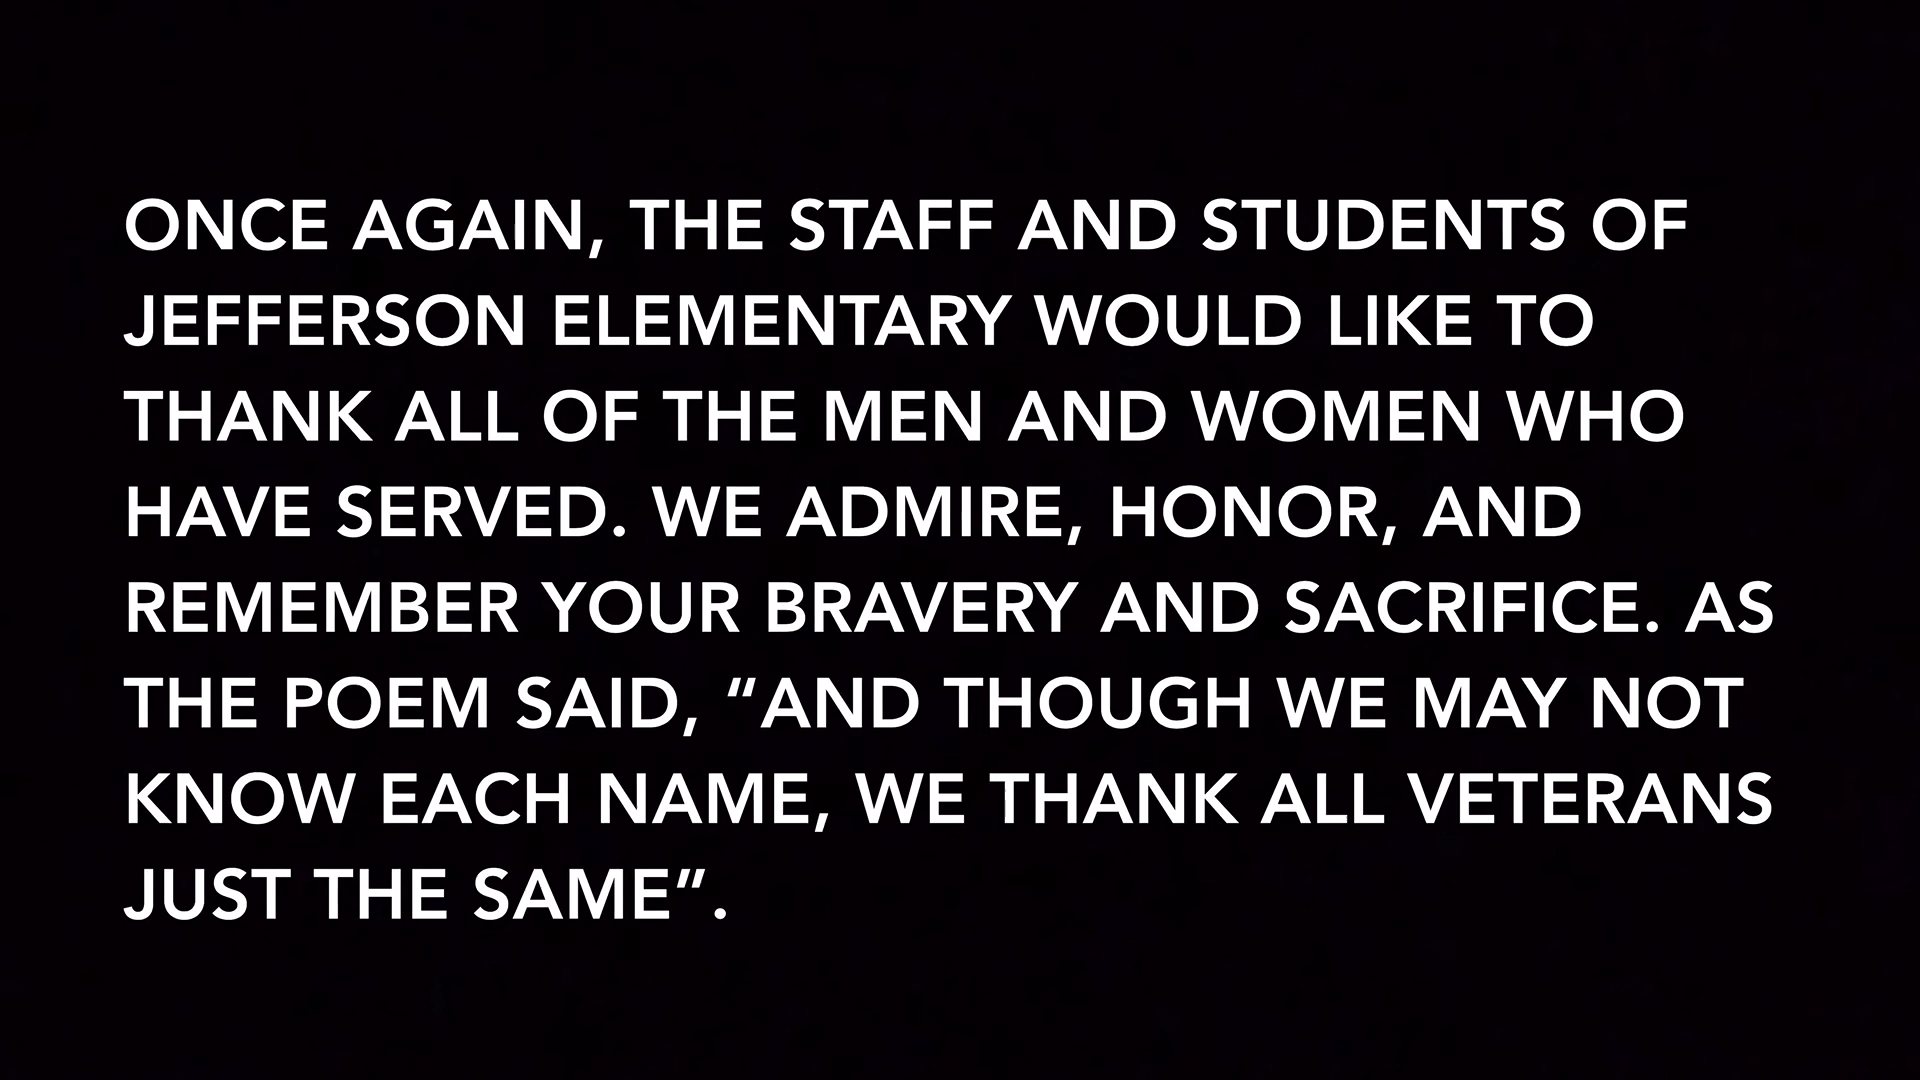 ONCE AGAIN, THE STAFF AND STUDENTS OF
JEFFERSON ELEMENTARY WOULD LIKE TO
THANK ALL OF THE MEN AND WOMEN WHO
HAVE SERVED. WE ADMIRE, HONOR, AND
REMEMBER YOUR BRAVERY AND SACRIFICE. AS
THE POEM SAID, “AND THOUGH WE MAY NOT
KNOW EACH NAME, WE THANK ALL VETERANS
JUST THE SAME”.